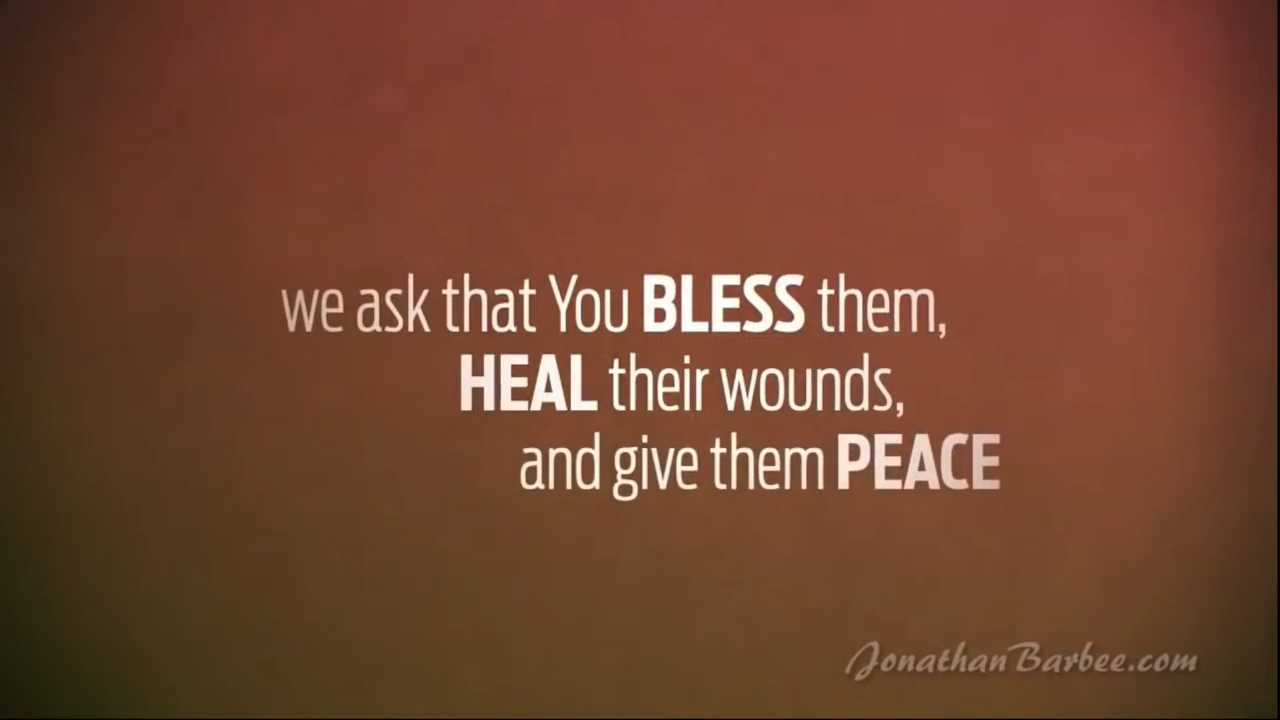 we ask that You BLESS them,
HEAL their wounds,
and give them PEACE
JonathanBarbee.com